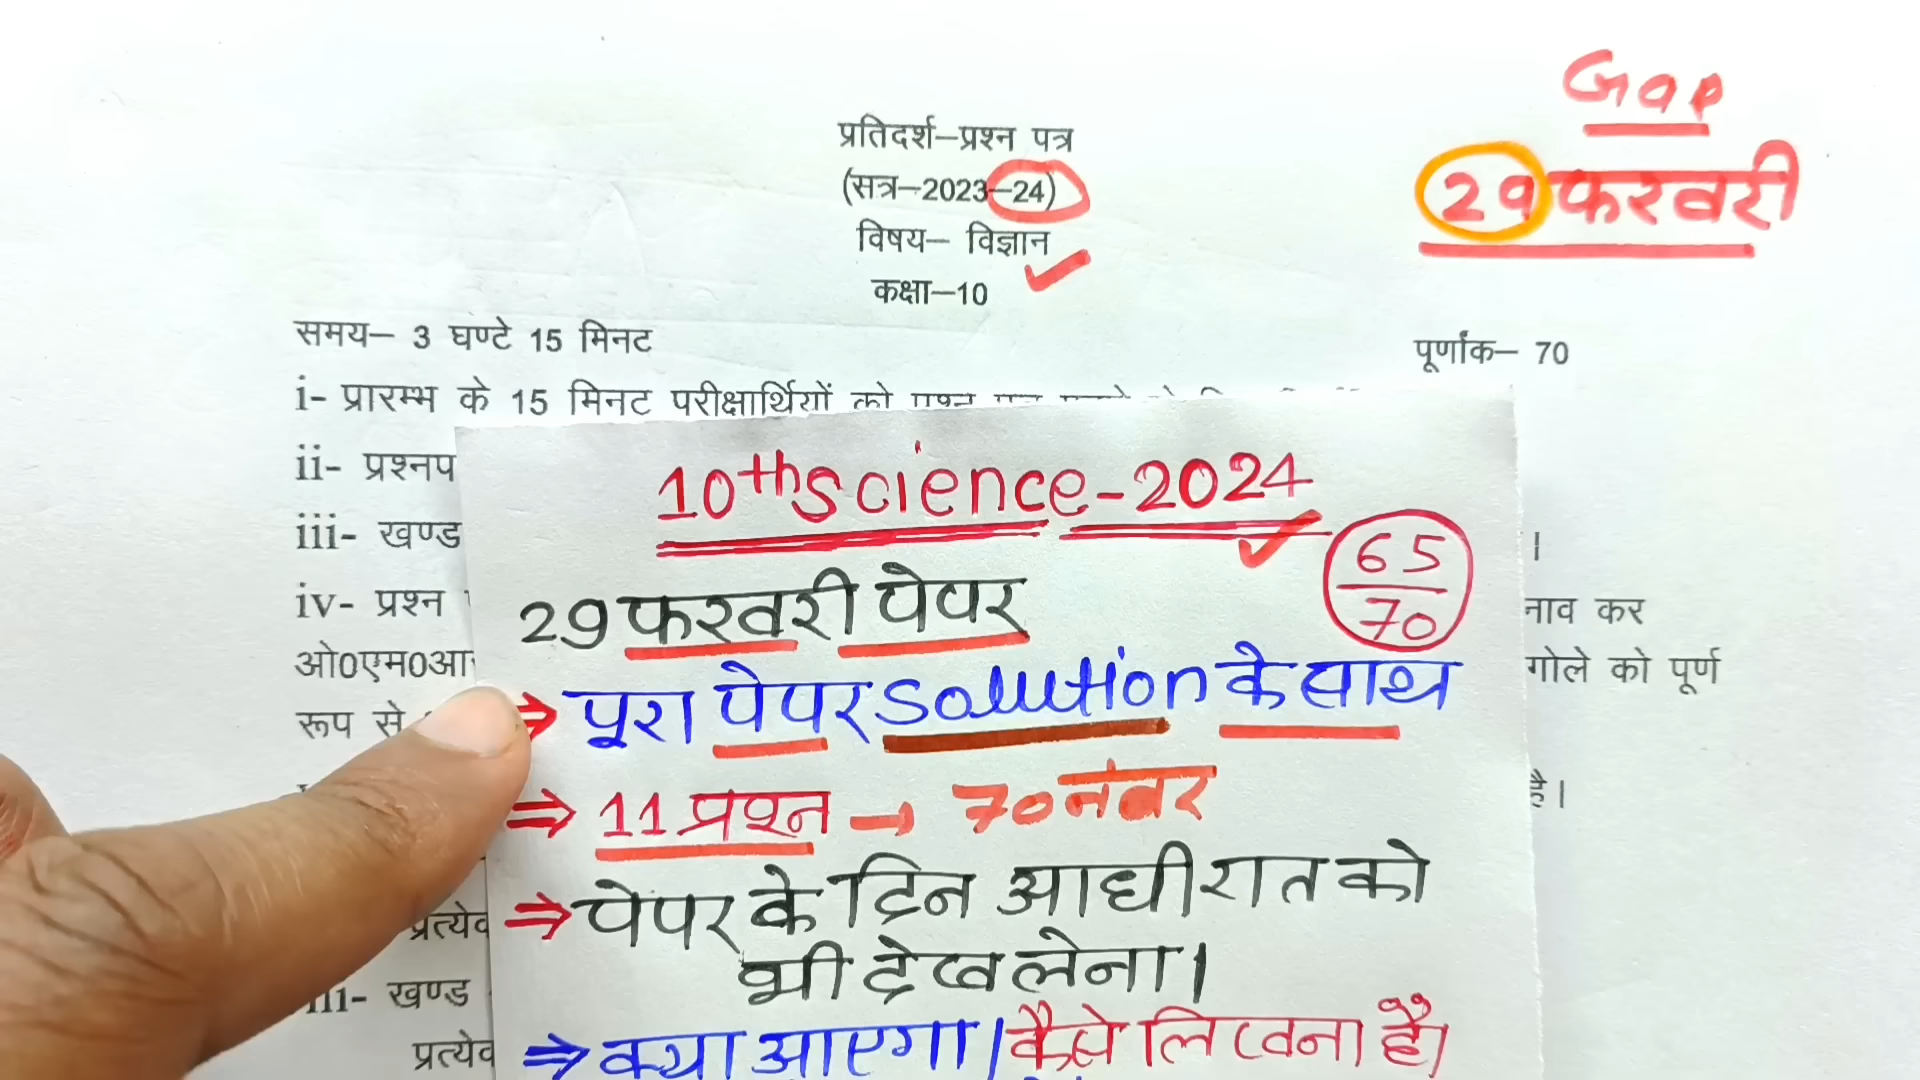 Gap
29 फरवरी
प्रतिदर्श–प्रश्न पत्र
(सत्र–2023–24)
विषय– विज्ञान
कक्षा–10
समय– 3 घण्टे 15 मिनट
पूर्णांक– 70
i- प्रारम्भ के 15 मिनट परीक्षार्थियों को प्रश्न
ii- प्रश्नप
iii- खण्ड
iv- प्रश्न
नाव कर
ओ0एम0आ
गोले को पूर्ण
रूप से
है।
प्रत्येक
iii- खण्ड
प्रत्येक
10th Science - 2024
65/70
29 फरवरी पेपर
⇒ पूरा पेपर Solution के साथ
⇒ 11 प्रश्न → 70 नंबर
⇒ पेपर के दिन आधी रात को
भी देख लेना।
⇒ क्या आएगा/कैसे लिखना है।